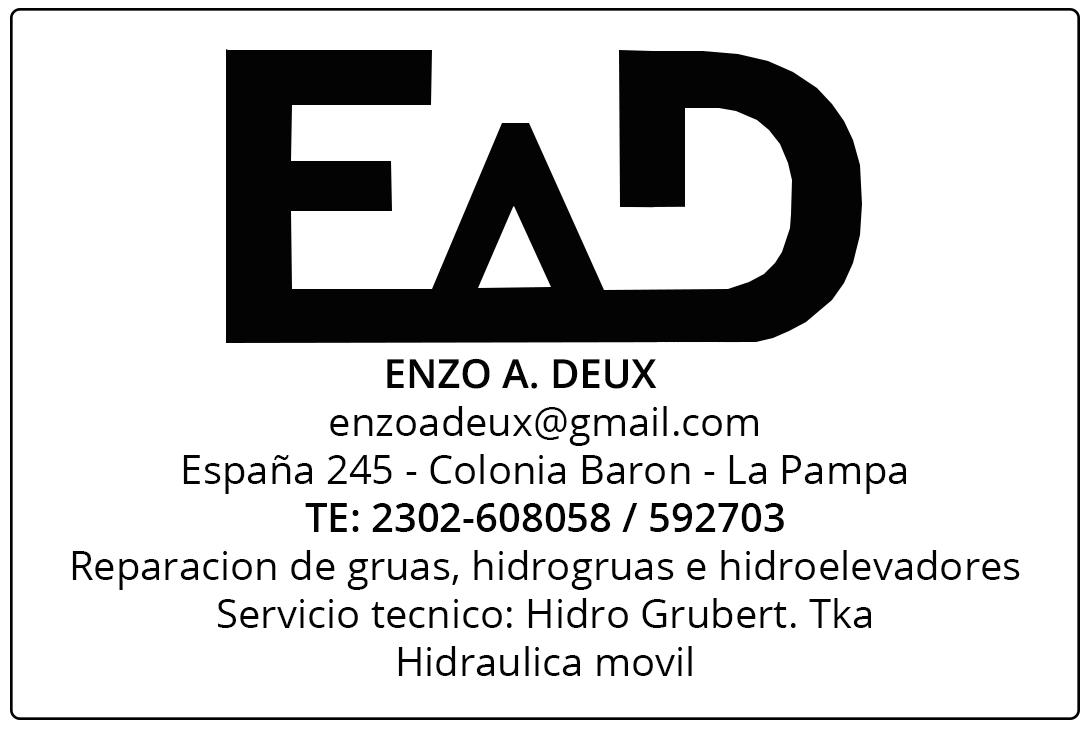 EAD
ENZO A. DEUX
enzoadeux@gmail.com
España 245 - Colonia Baron - La Pampa
TE: 2302-608058 / 592703
Reparacion de gruas, hidrogruas e hidroelevadores
Servicio tecnico: Hidro Grubert. Tka
Hidraulica movil